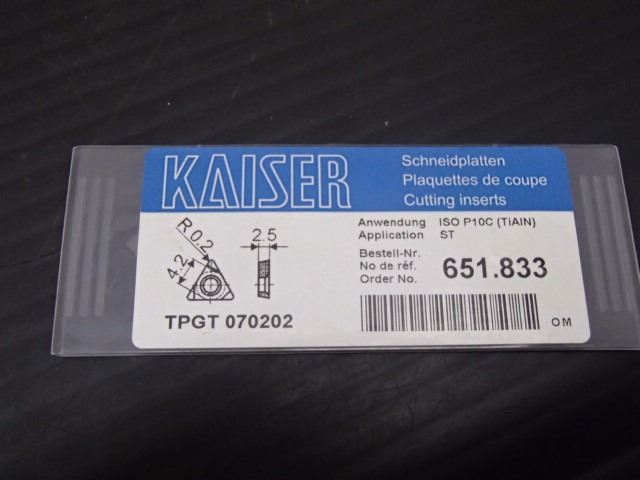 KAISER
Schneidplatten
Plaquettes de coupe
Cutting inserts
R 0.2
2.5
4.2
TPGT 070202
Anwendung ISO P10C (TiAlN)
Application ST
Bestell-Nr.
No de réf. 651.833
Order No.
OM